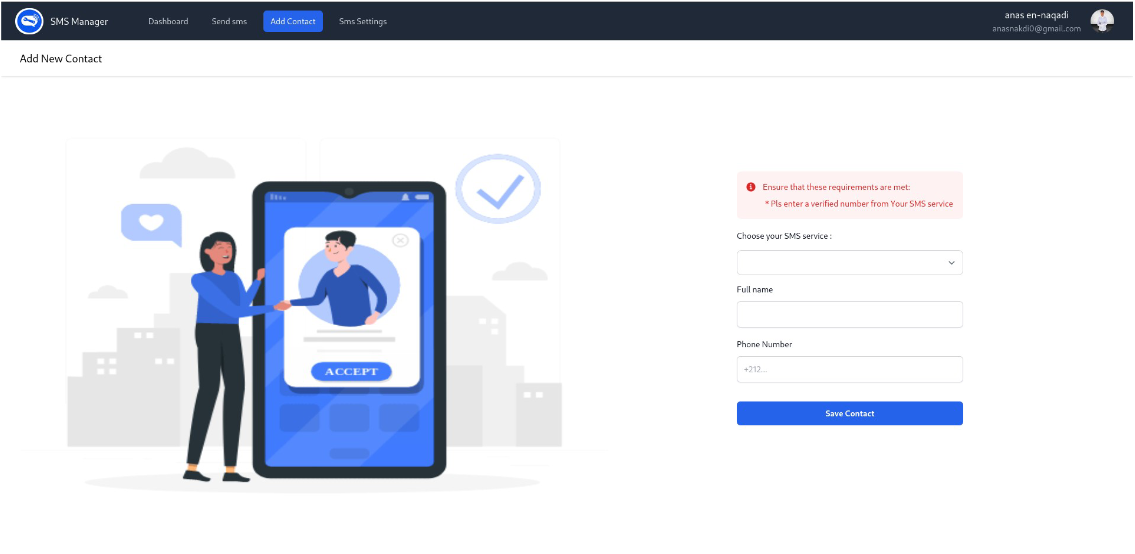 SMS Manager
Dashboard
Send sms
Add Contact
Sms Settings
anas en-naqadi
anasnakdi0@gmail.com
Add New Contact
ACCEPT
Ensure that these requirements are met:
* Pls enter a verified number from Your SMS service
Choose your SMS service :
Full name
Phone Number
+212...
Save Contact